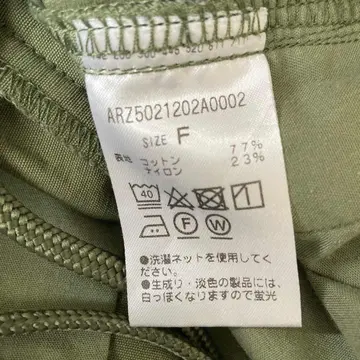 ARZ5021202A0002
SIZE F
77%
表地 コットン 23%
ナイロン
40
F W
●洗濯ネットを使用してく
ださい。
●生成り・淡色の製品には、
白っぽくなりますので蛍光